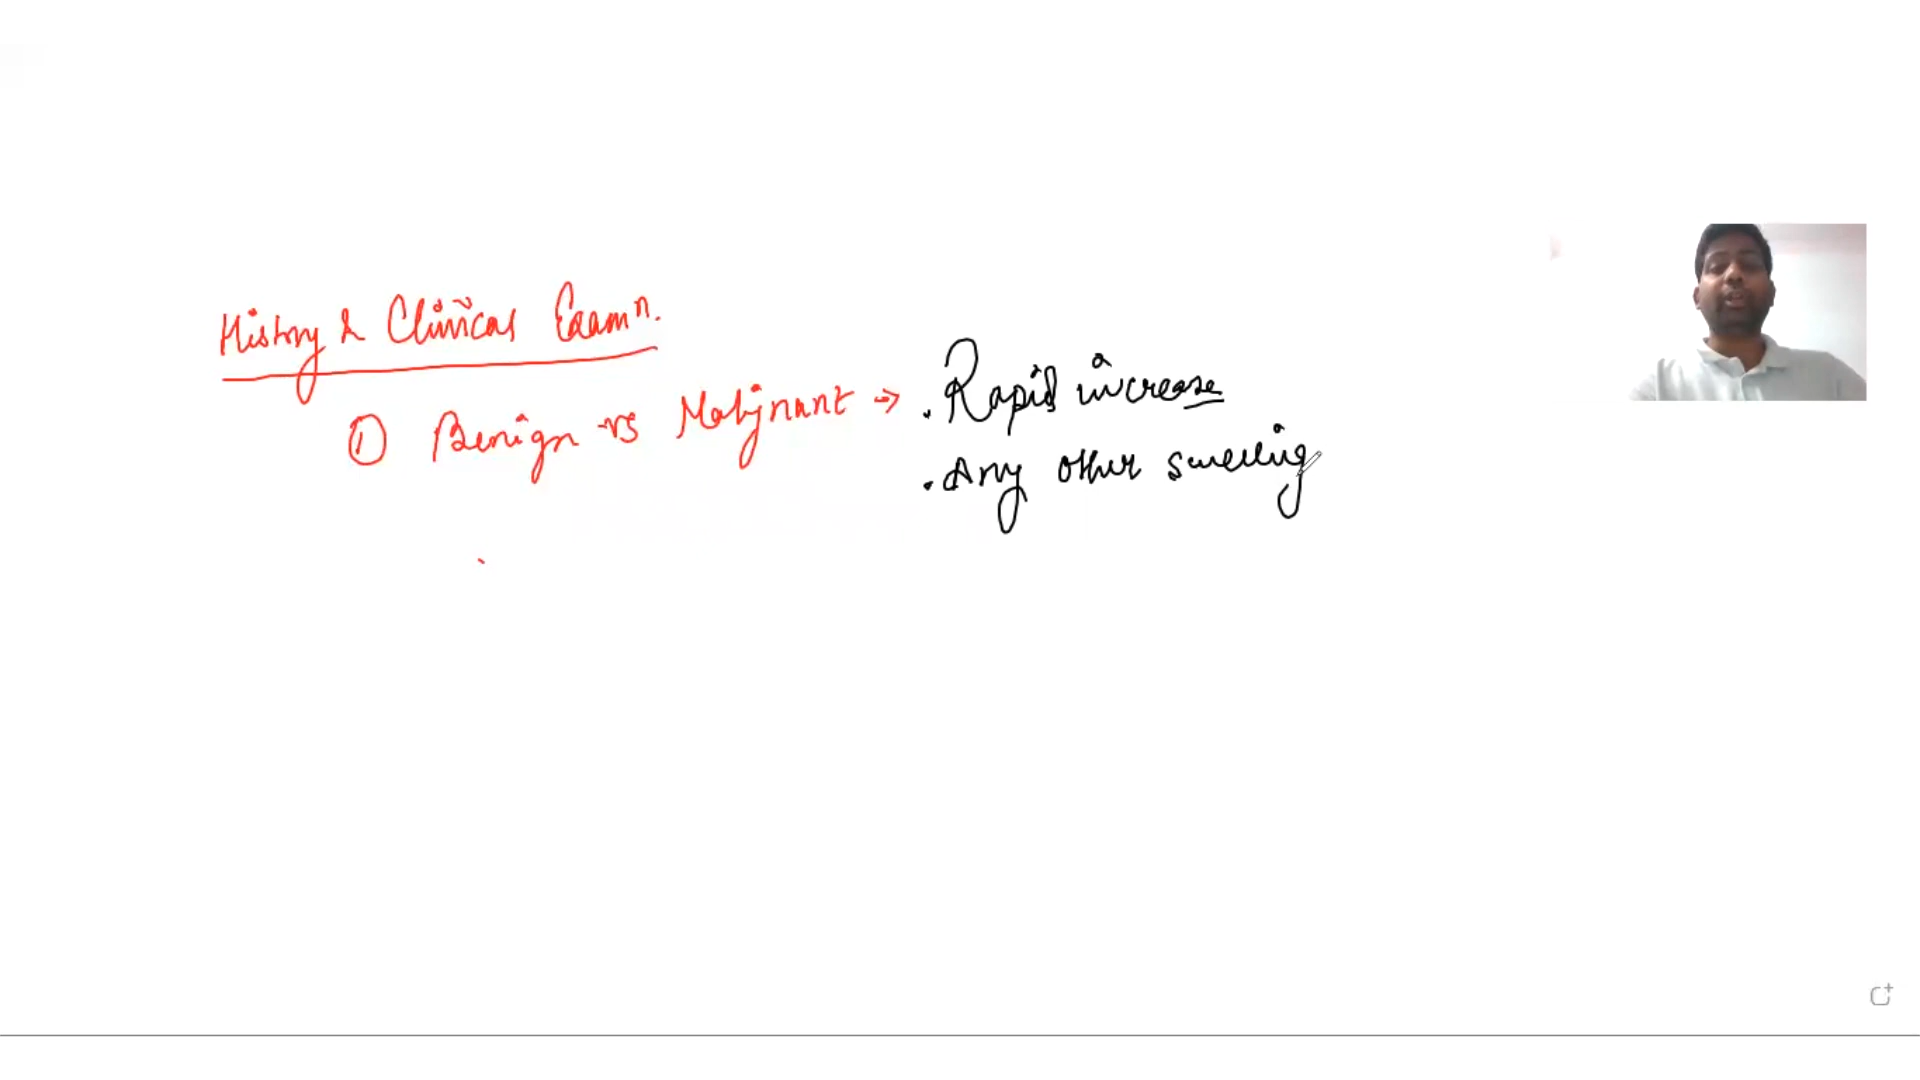 History & Clinical Examn.
① Benign vs Malignant → . Rapid increase
. Any other swelling